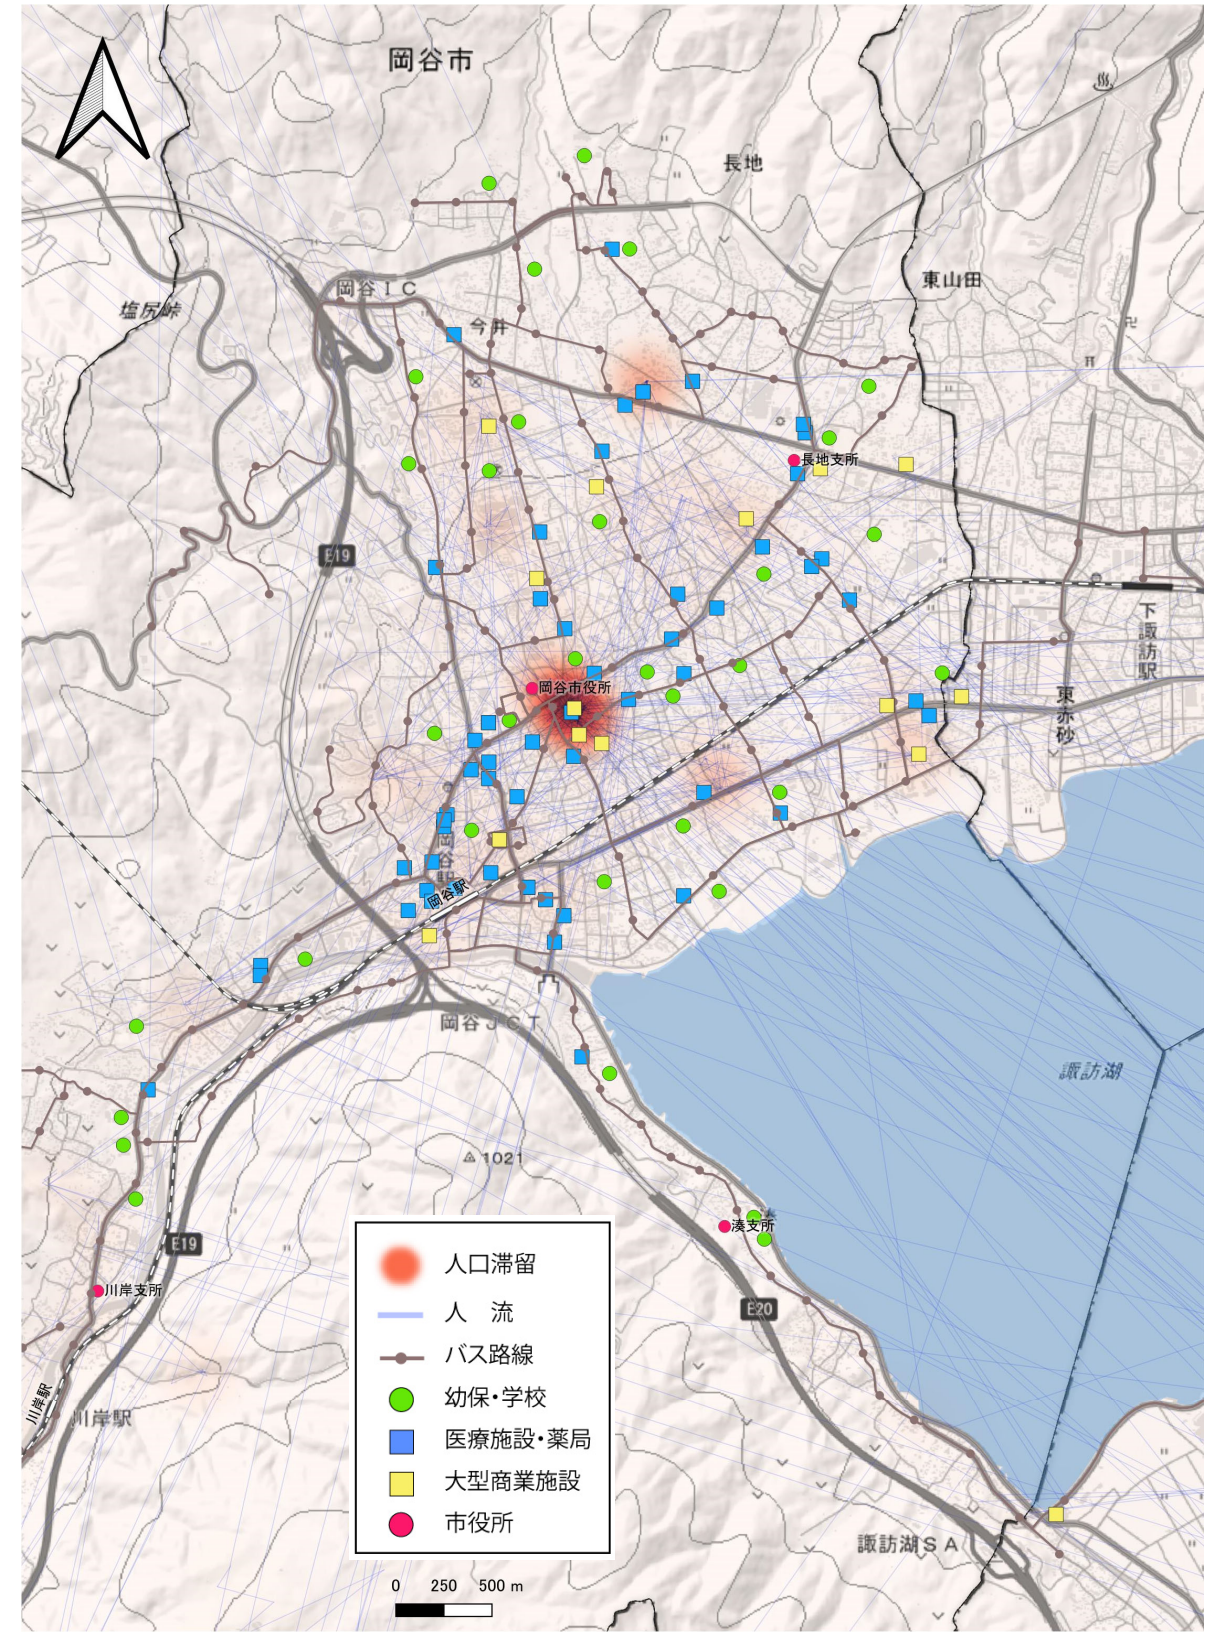 岡谷市
長地
東山田
塩尻峠
岡谷IC
今井
長地支所
E19
下諏訪駅
岡谷市役所
東赤砂
岡谷駅
岡谷駅
岡谷JCT
諏訪湖
1021
湊支所
E19
川岸支所
E20
川岸駅
川岸駅
人口滞留
人 流
バス路線
幼保・学校
医療施設・薬局
大型商業施設
市役所
諏訪湖SA
0 250 500 m